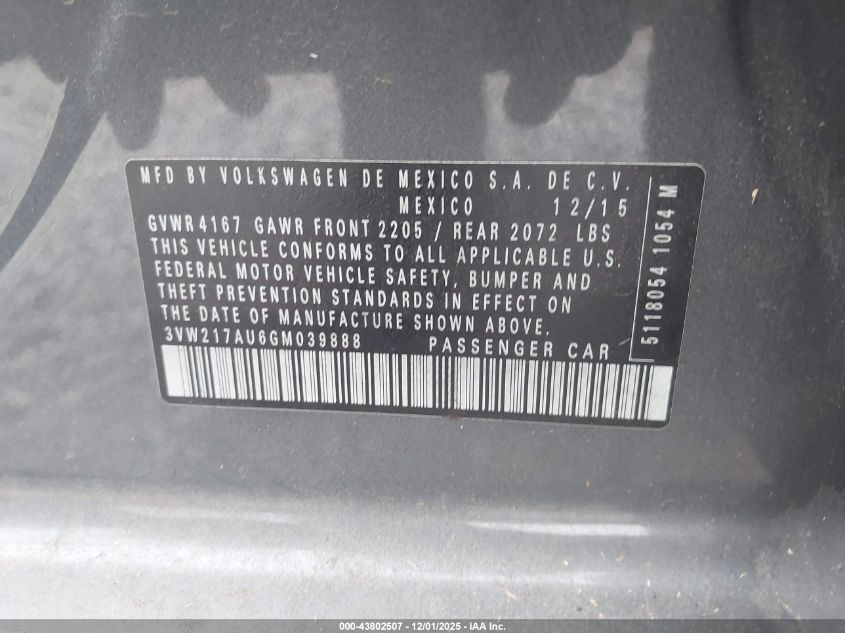 MFD BY VOLKSWAGEN DE MEXICO S.A. DE C.V.
MEXICO 12/15
GVWR 4167 GAWR FRONT 2205 / REAR 2072 LBS
THIS VEHICLE CONFORMS TO ALL APPLICABLE U.S.
FEDERAL MOTOR VEHICLE SAFETY, BUMPER AND
THEFT PREVENTION STANDARDS IN EFFECT ON
THE DATE OF MANUFACTURE SHOWN ABOVE.
3VW217AU6GM039888 PASSENGER CAR
5118054 1054 M
000-43802507 - 12/01/2025 - IAA Inc.